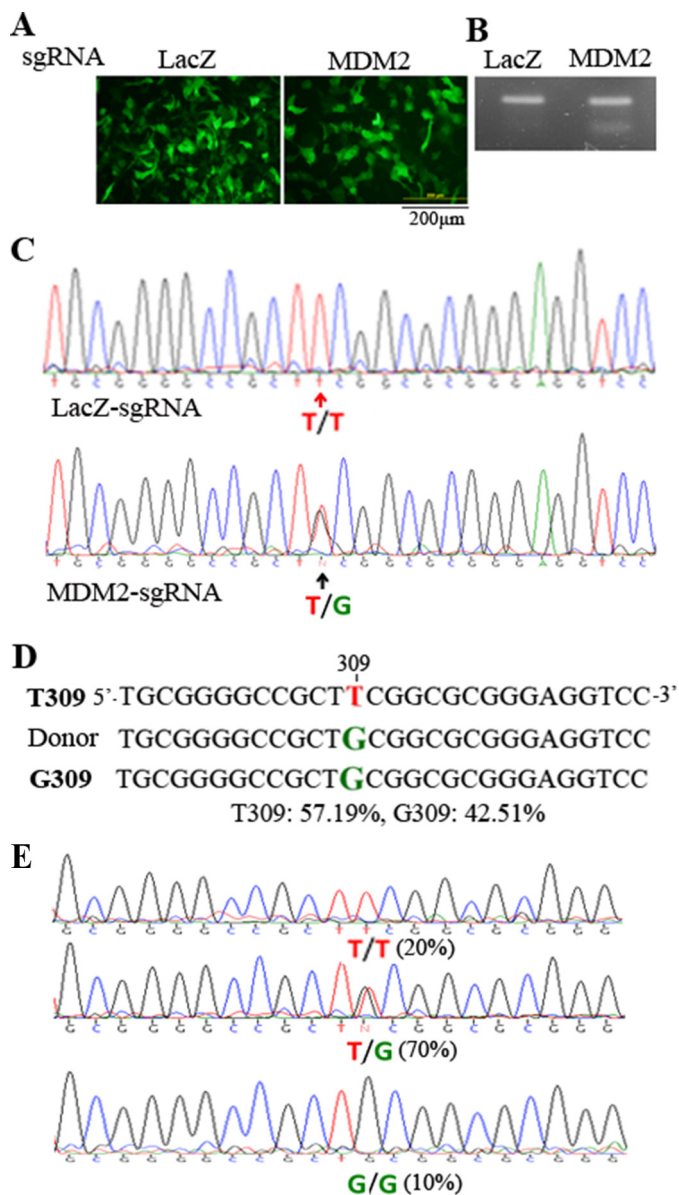 A
sgRNA LacZ MDM2
200μm
B
LacZ MDM2
C
T G C G G G G C C G C T T C G G C G C G G G A G G T C C
LacZ-sgRNA
T/T
T G C G G G G C C G C T N C G G C G C G G G A G G T C C
MDM2-sgRNA
T/G
D
309
T309 5'-TGCGGGGCCGCTTCGGCGCGGGAGGTCC-3'
Donor TGCGGGGCCGCTGCGGCGCGGGAGGTCC
G309 TGCGGGGCCGCTGCGGCGCGGGAGGTCC
T309: 57.19%, G309: 42.51%
E
G C G G G G C C G C T T C G G C G C G G G
T/T (20%)
G C G G G G C C G C T N C G G C G C G G G
T/G (70%)
G C G G G G C C G C T G C G G C G C G G G
G/G (10%)